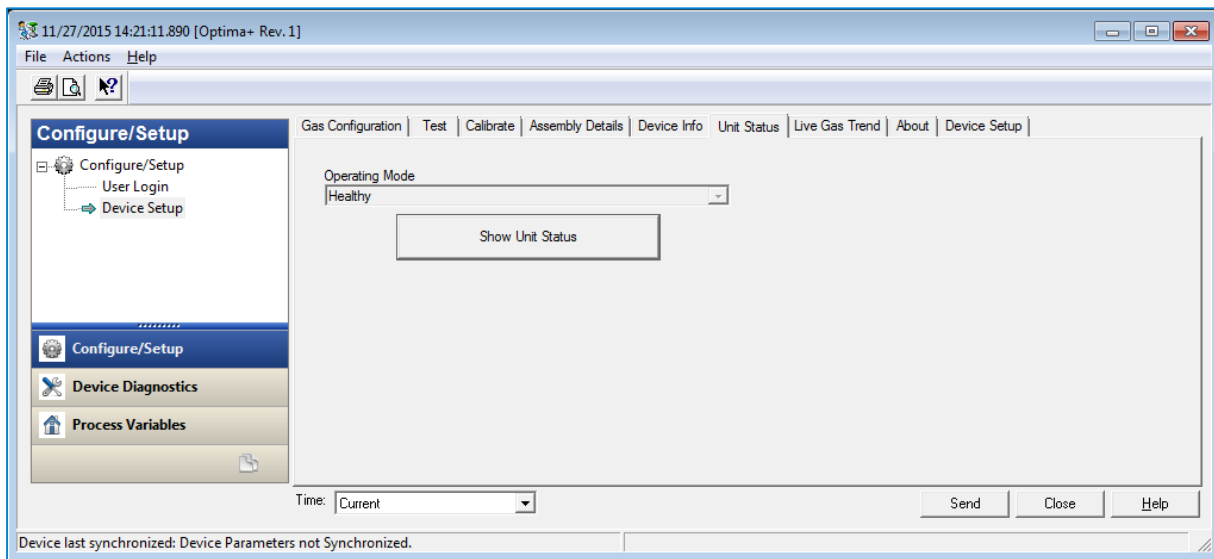 11/27/2015 14:21:11.890 [Optima+ Rev. 1]
File Actions Help
Configure/Setup
Configure/Setup
User Login
Device Setup
Configure/Setup
Device Diagnostics
Process Variables
Gas Configuration Test Calibrate Assembly Details Device Info Unit Status Live Gas Trend About Device Setup
Operating Mode
Healthy
Show Unit Status
Time: Current
Send Close Help
Device last synchronized: Device Parameters not Synchronized.